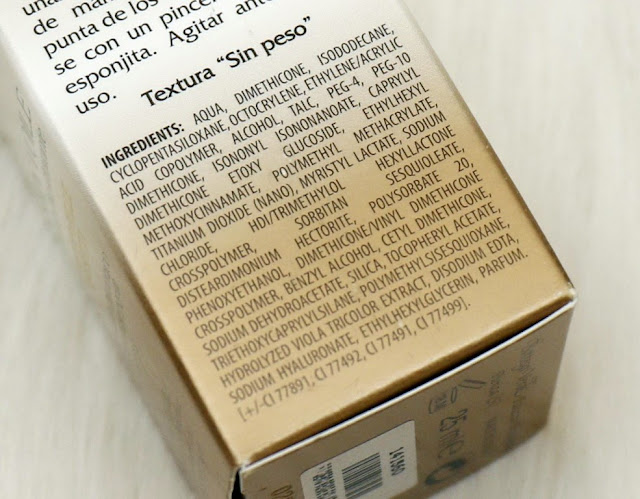 una
de man
punta de los
se con un pincel
esponjita. Agitar ant
uso. Textura "Sin peso"
INGREDIENTS: AQUA, DIMETHICONE, ISODODECANE,
CYCLOPENTASILOXANE, OCTOCRYLENE, ETHYLENE/ACRYLIC
ACID COPOLYMER, ALCOHOL, TALC, PEG-4, PEG-10
DIMETHICONE, ISONONYL ISONONANOATE, CAPRYLYL
DIMETHICONE ETOXY GLUCOSIDE, ETHYLHEXYL
METHOXYCINNAMATE, POLYMETHYL METHACRYLATE,
TITANIUM DIOXIDE (NANO), MYRISTYL LACTATE, SODIUM
CHLORIDE, HDI/TRIMETHYLOL HEXYLLACTONE
CROSSPOLYMER, SORBITAN SESQUIOLEATE,
DISTEARDIMONIUM HECTORITE, POLYSORBATE 20,
PHENOXYETHANOL, DIMETHICONE/VINYL DIMETHICONE
CROSSPOLYMER, BENZYL ALCOHOL, CETYL DIMETHICONE,
SODIUM DEHYDROACETATE, SILICA, TOCOPHERYL ACETATE,
TRIETHOXYCAPRYLYLSILANE, POLYMETHYLSISESQUIOXANE,
HYDROLYZED VIOLA TRICOLOR EXTRACT, DISODIUM EDTA,
SODIUM HYALURONATE, ETHYLHEXYLGLYCERIN, PARFUM.
[+/-CI 77891, CI 77492, CI 77491, CI 77499].